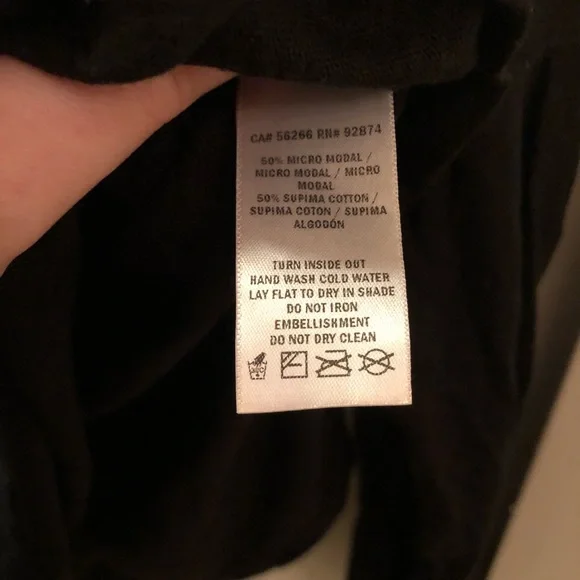 CA# 56266 RN# 92874
50% MICRO MODAL /
MICRO MODAL / MICRO
MODAL
50% SUPIMA COTTON /
SUPIMA COTON / SUPIMA
ALGODÓN
TURN INSIDE OUT
HAND WASH COLD WATER
LAY FLAT TO DRY IN SHADE
DO NOT IRON
EMBELLISHMENT
DO NOT DRY CLEAN